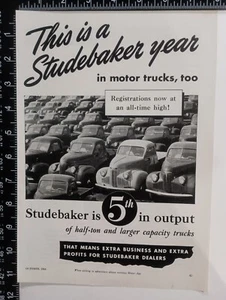 This is a
Studebaker year
in motor trucks, too
Registrations now at
an all-time high!
Studebaker is 5th in output
of half-ton and larger capacity trucks
THAT MEANS EXTRA BUSINESS AND EXTRA
PROFITS FOR STUDEBAKER DEALERS